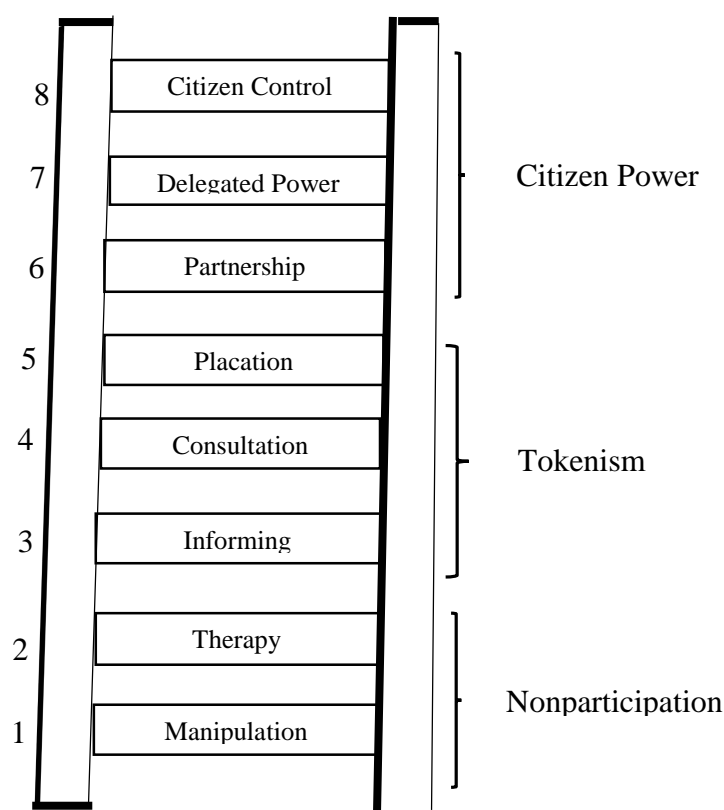 8 Citizen Control
7 Delegated Power
Citizen Power
6 Partnership
5 Placation
4 Consultation
Tokenism
3 Informing
2 Therapy
Nonparticipation
1 Manipulation